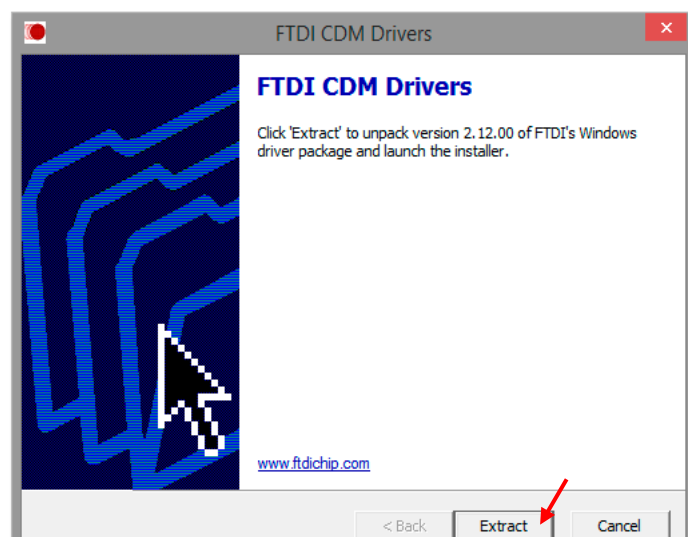 FTDI CDM Drivers
FTDI CDM Drivers
Click 'Extract' to unpack version 2.12.00 of FTDI's Windows
driver package and launch the installer.
www.ftdichip.com
< Back Extract Cancel